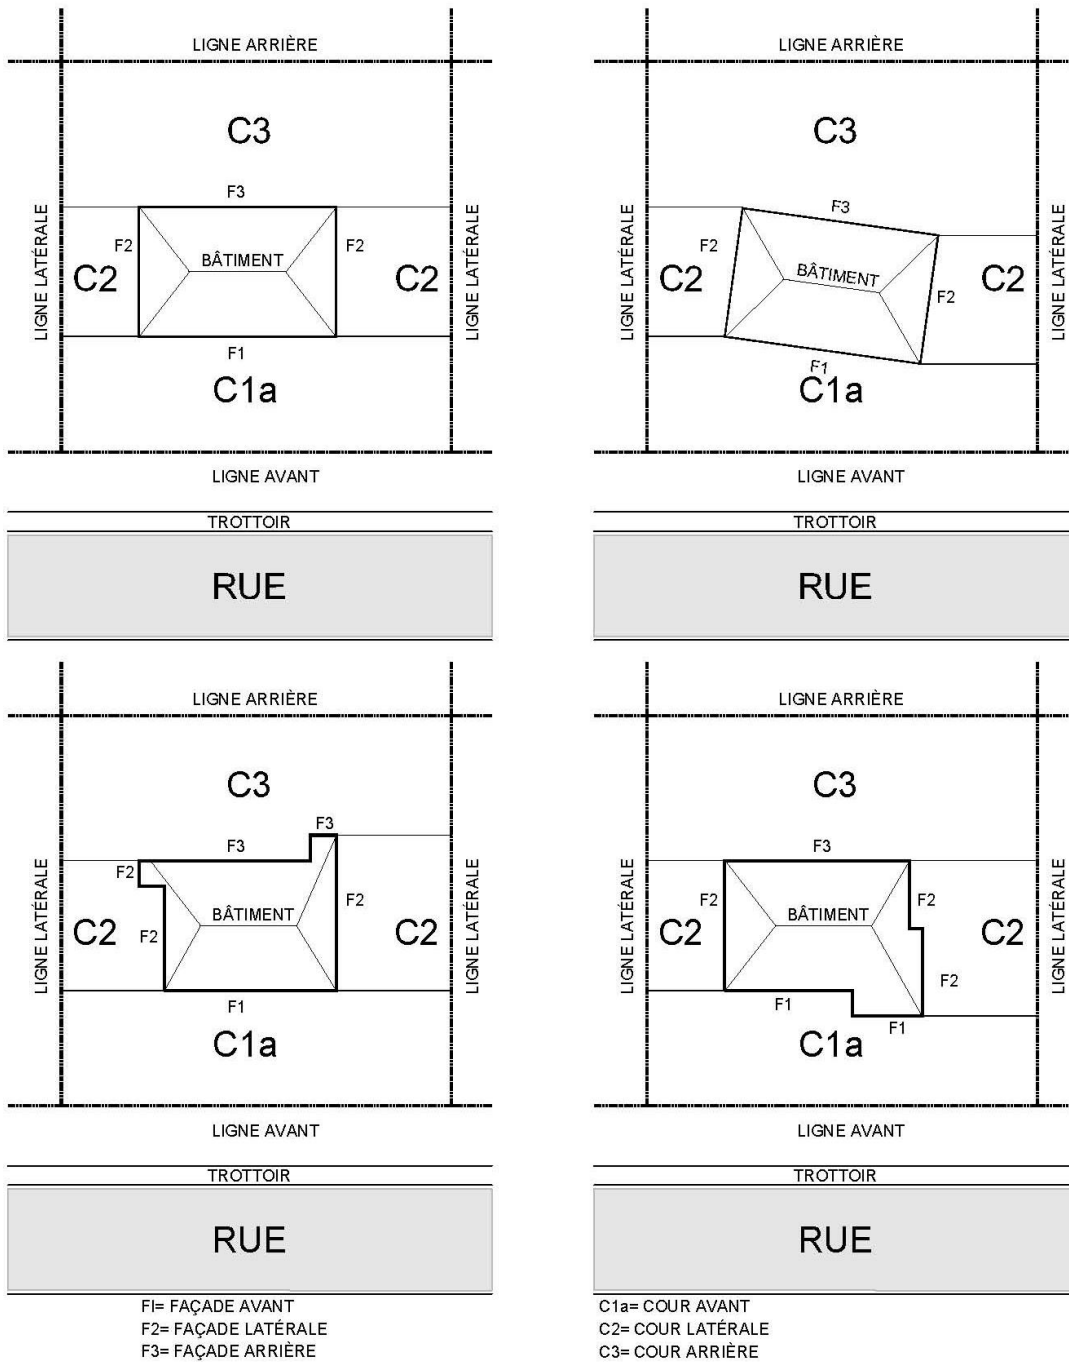 LIGNE ARRIÈRE
C3
F3
LIGNE LATÉRALE
F2
BÂTIMENT
F2
LIGNE LATÉRALE
C2
C2
F1
C1a
LIGNE AVANT
TROTTOIR
RUE
LIGNE ARRIÈRE
C3
F3
LIGNE LATÉRALE
F2
BÂTIMENT
F2
LIGNE LATÉRALE
C2
C2
F1
C1a
LIGNE AVANT
TROTTOIR
RUE
LIGNE ARRIÈRE
C3
F3
F3
LIGNE LATÉRALE
F2
F2
BÂTIMENT
F2
LIGNE LATÉRALE
C2
C2
F1
C1a
LIGNE AVANT
TROTTOIR
RUE
LIGNE ARRIÈRE
C3
F3
LIGNE LATÉRALE
F2
BÂTIMENT
F2
LIGNE LATÉRALE
C2
C2
F2
F1
F1
C1a
LIGNE AVANT
TROTTOIR
RUE
FI= FAÇADE AVANT
F2= FAÇADE LATÉRALE
F3= FAÇADE ARRIÈRE
C1a= COUR AVANT
C2= COUR LATÉRALE
C3= COUR ARRIÈRE